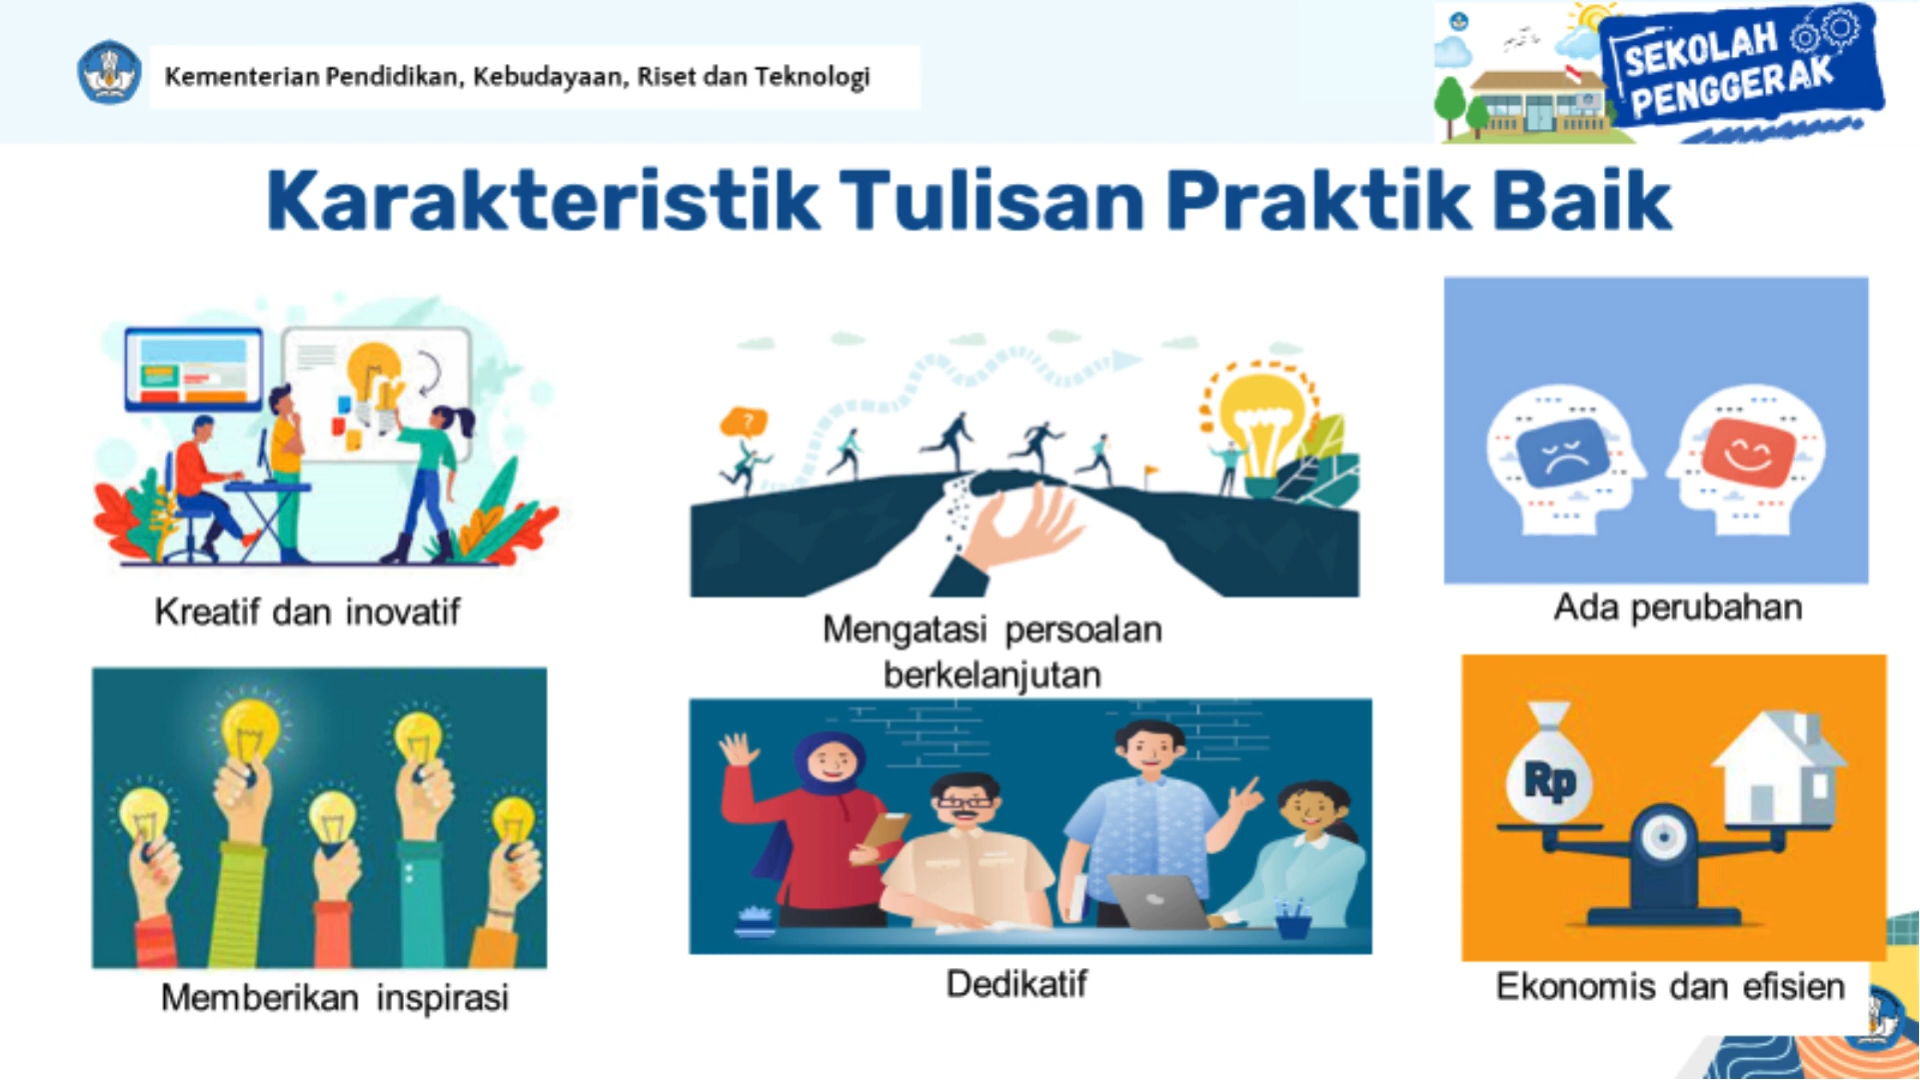 Kementerian Pendidikan, Kebudayaan, Riset dan Teknologi
SEKOLAH
PENGGERAK
Karakteristik Tulisan Praktik Baik
?
Kreatif dan inovatif
Mengatasi persoalan
berkelanjutan
Ada perubahan
Rp
Memberikan inspirasi
Dedikatif
Ekonomis dan efisien